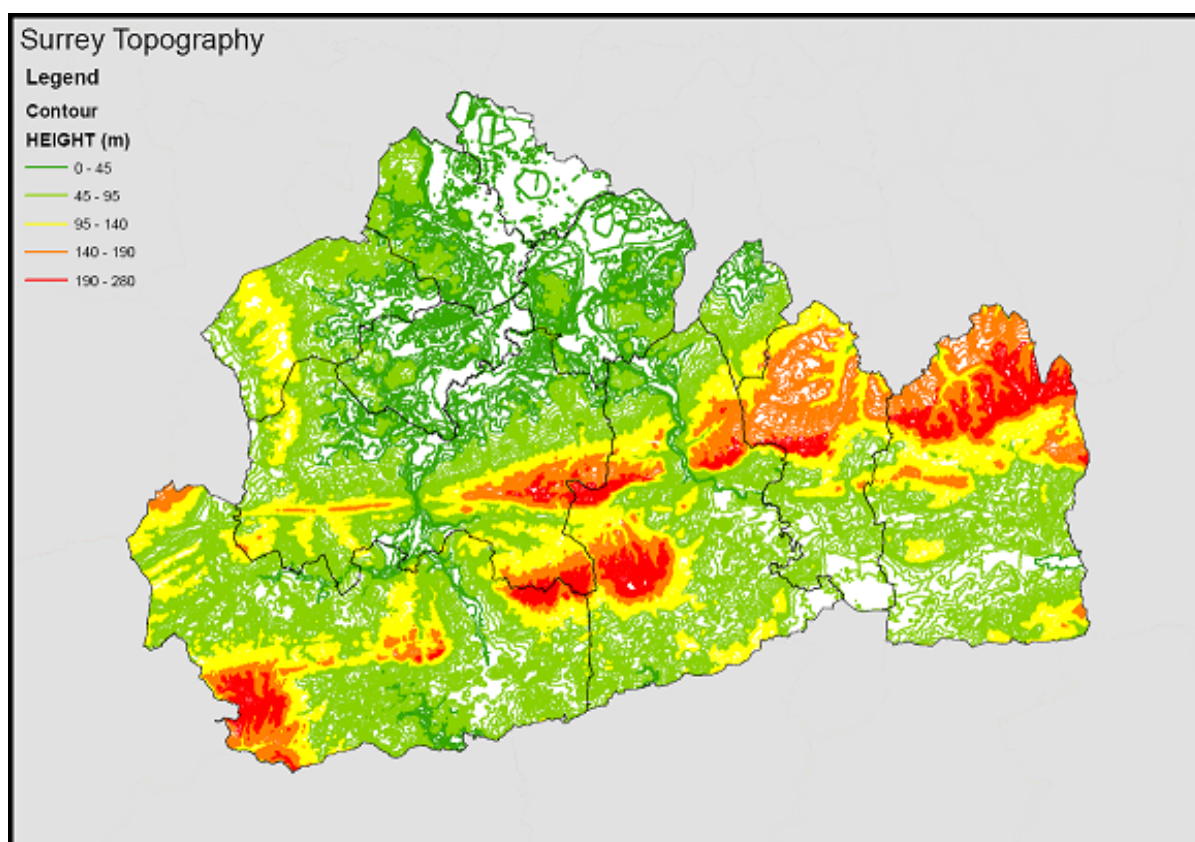 Surrey Topography
Legend
Contour
HEIGHT (m)
0 - 45
45 - 95
95 - 140
140 - 190
190 - 280